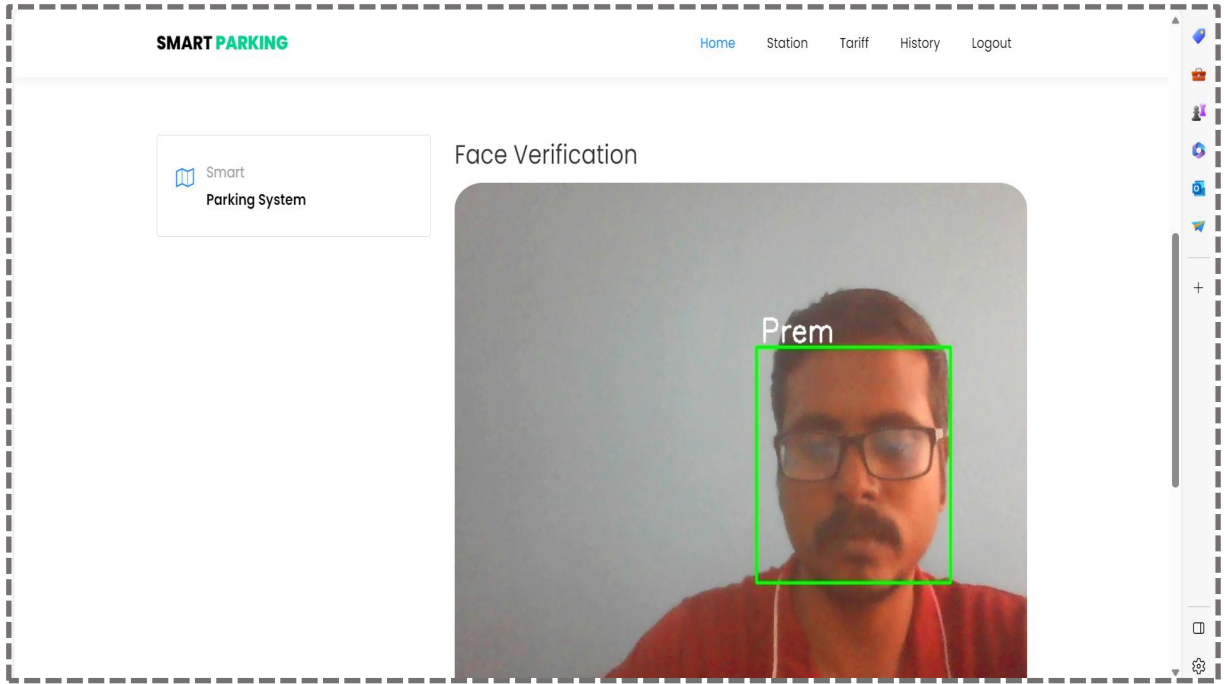 SMART PARKING
Home Station Tariff History Logout
Smart
Parking System
Face Verification
Prem